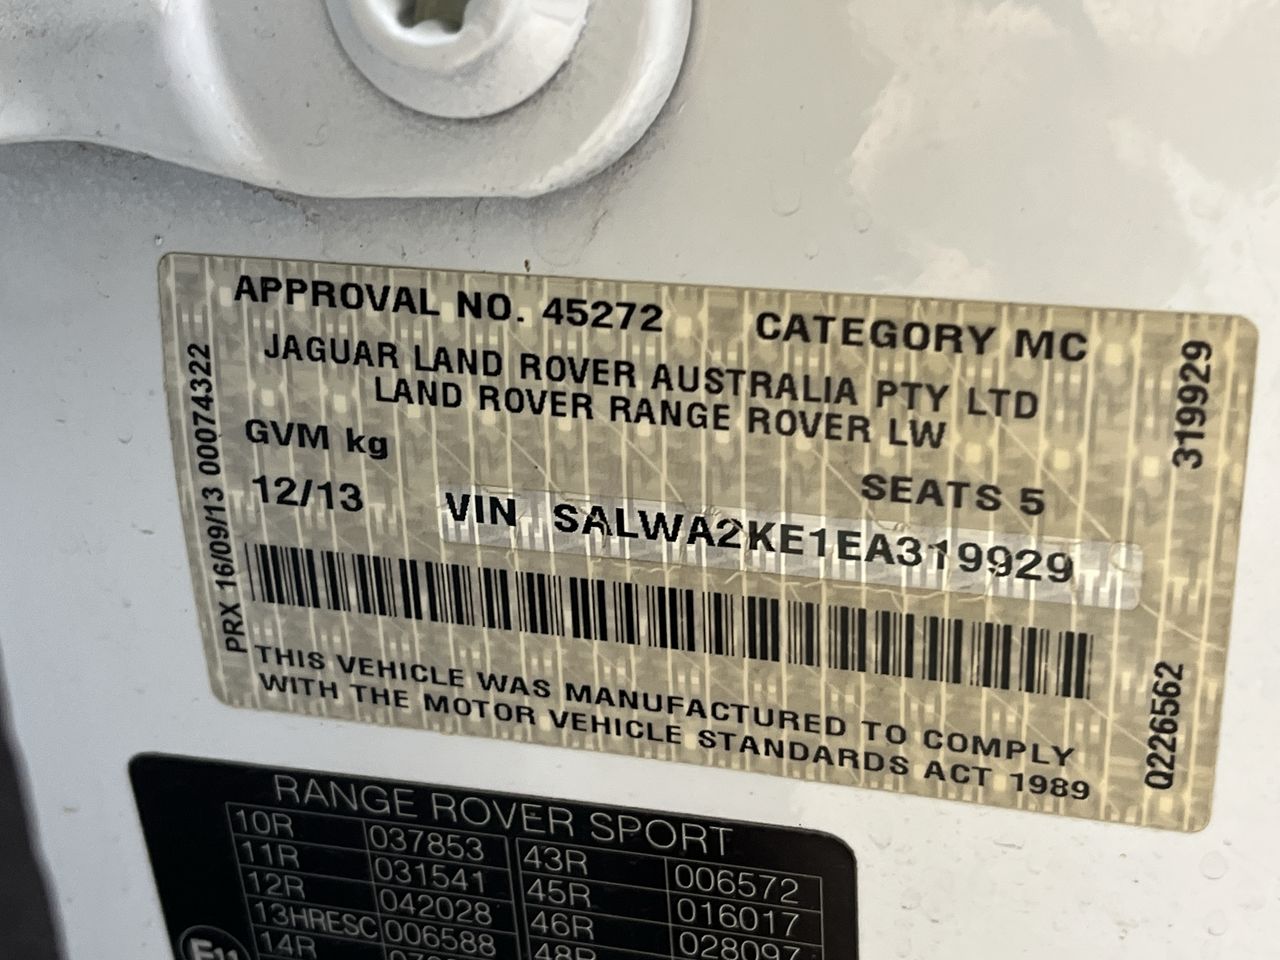 APPROVAL NO. 45272 CATEGORY MC
JAGUAR LAND ROVER AUSTRALIA PTY LTD
LAND ROVER RANGE ROVER LW
GVM kg
SEATS 5
12/13
VIN SALWA2KE1EA319929
THIS VEHICLE WAS MANUFACTURED TO COMPLY
WITH THE MOTOR VEHICLE STANDARDS ACT 1989
PRX 16/09/13 00074322
319929
Q226562
RANGE ROVER SPORT
10R 037853 43R 006572
11R 031541 45R 016017
12R 042028 46R 028097
13HRESC 006588 48R
14R
E11